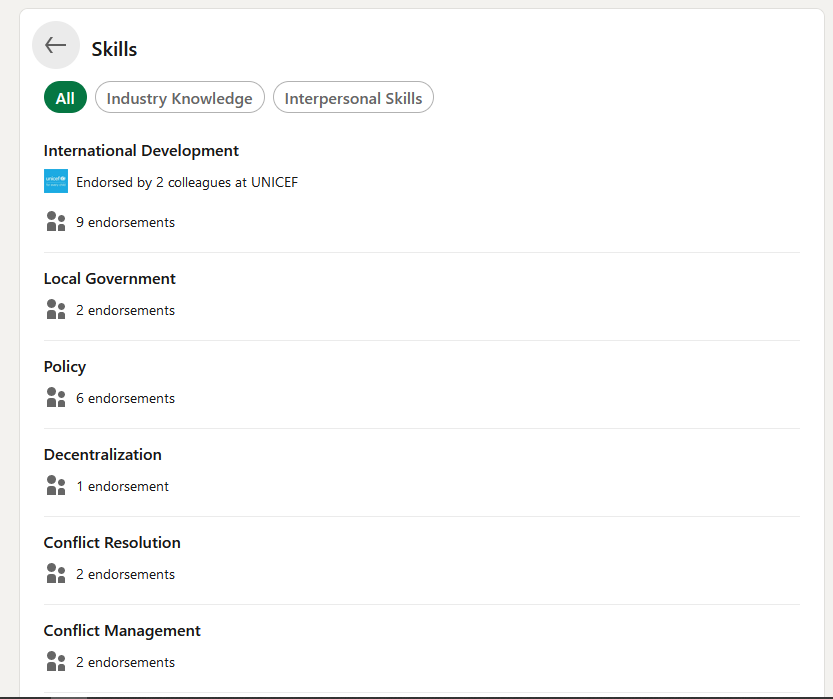 Skills
All
Industry Knowledge
Interpersonal Skills
International Development
unicef
Endorsed by 2 colleagues at UNICEF
9 endorsements
Local Government
2 endorsements
Policy
6 endorsements
Decentralization
1 endorsement
Conflict Resolution
2 endorsements
Conflict Management
2 endorsements